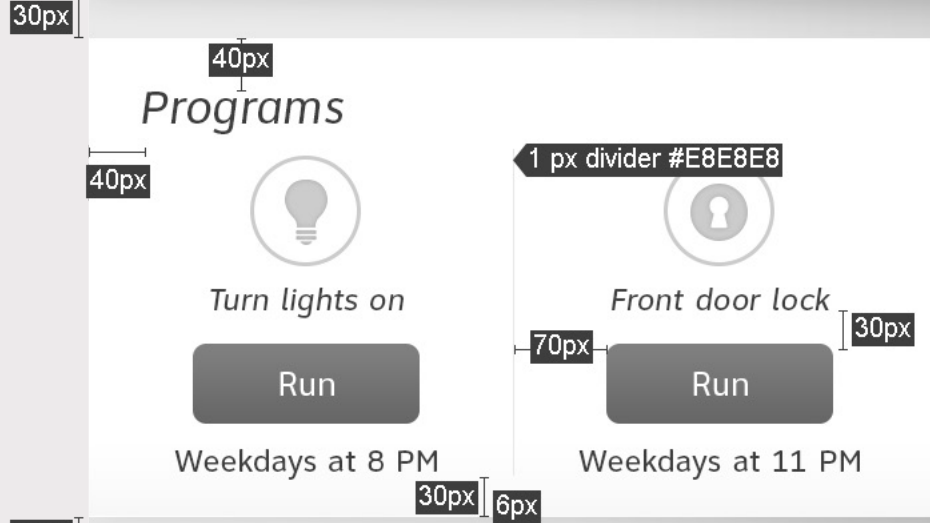 30px
40px
Programs
40px
1 px divider #E8E8E8
Turn lights on
Front door lock
30px
70px
Run
Run
Weekdays at 8 PM
Weekdays at 11 PM
30px
6px